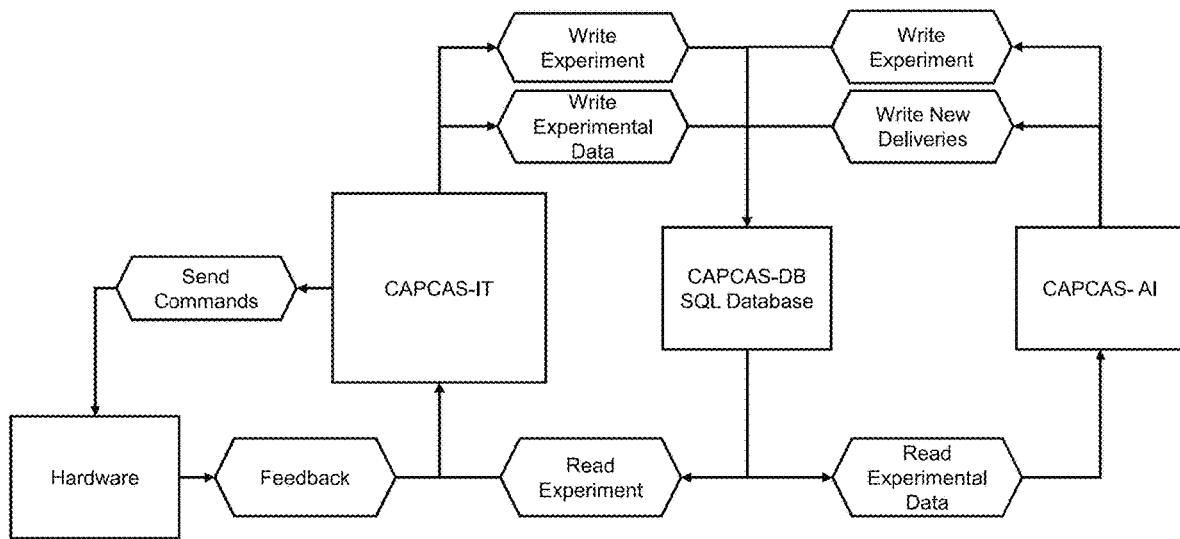 Write
Experiment
Write
Experiment
Write
Experimental
Data
Write New
Deliveries
Send
Commands
CAPCAS-IT
CAPCAS-DB
SQL Database
CAPCAS- AI
Hardware
Feedback
Read
Experiment
Read
Experimental
Data